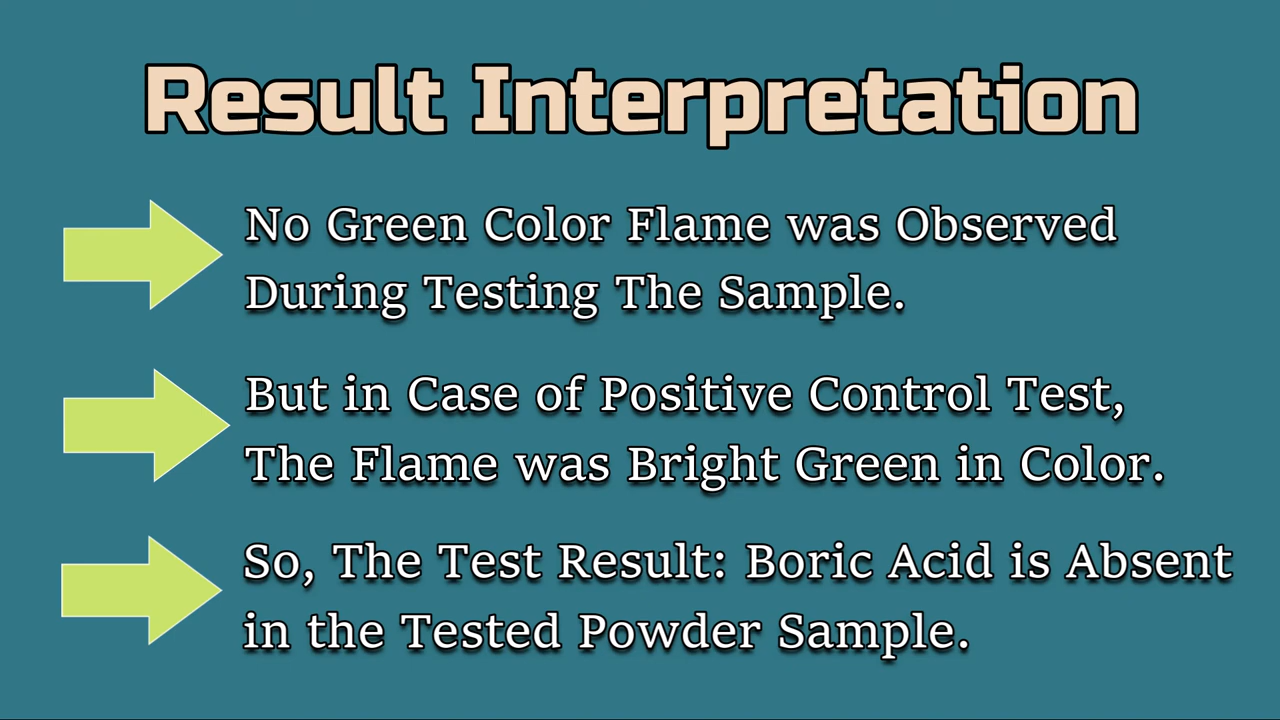 Result Interpretation
No Green Color Flame was Observed
During Testing The Sample.
But in Case of Positive Control Test,
The Flame was Bright Green in Color.
So, The Test Result: Boric Acid is Absent
in the Tested Powder Sample.